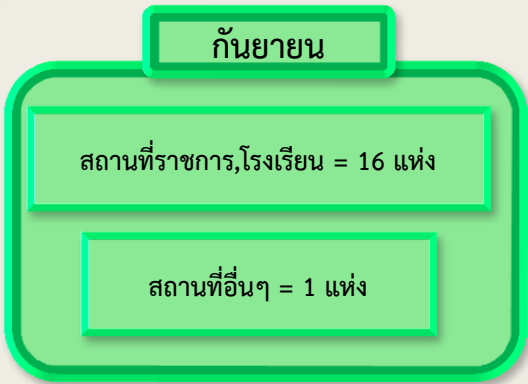 กันยายน
สถานที่ราชการ,โรงเรียน = 16 แห่ง
สถานที่อื่นๆ = 1 แห่ง